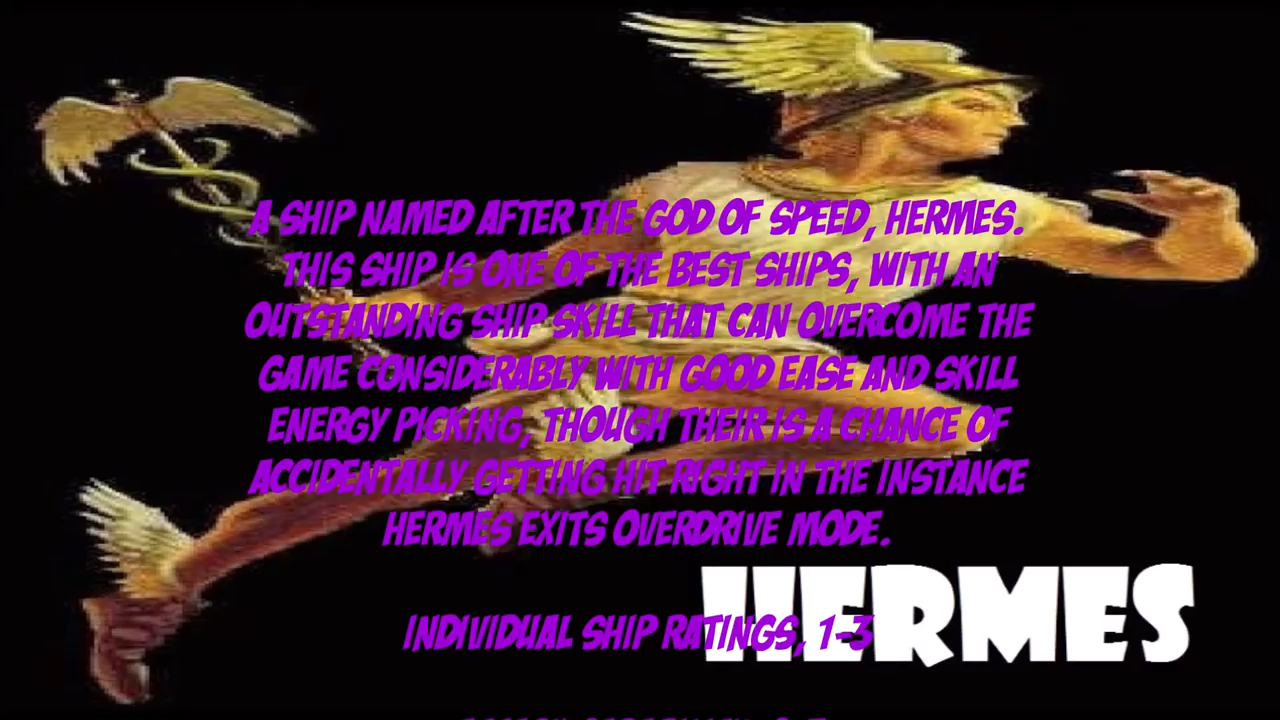 A SHIP NAMED AFTER THE GOD OF SPEED, HERMES.
THIS SHIP IS ONE OF THE BEST SHIPS, WITH AN
OUTSTANDING SHIP SKILL THAT CAN OVERCOME THE
GAME CONSIDERABLY WITH GOOD EASE AND SKILL
ENERGY PICKING, THOUGH THEIR IS A CHANCE OF
ACCIDENTALLY GETTING HIT RIGHT IN THE INSTANCE
HERMES EXITS OVERDRIVE MODE.
INDIVIDUAL SHIP RATINGS, 1-3
HERMES